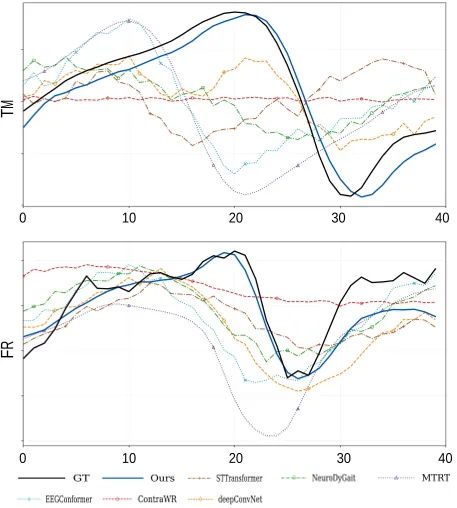 TM
0 10 20 30 40
FR
0 10 20 30 40
GT Ours STTransformer NeuroDyGait MTRT
EEGConformer ContraWR deepConvNet